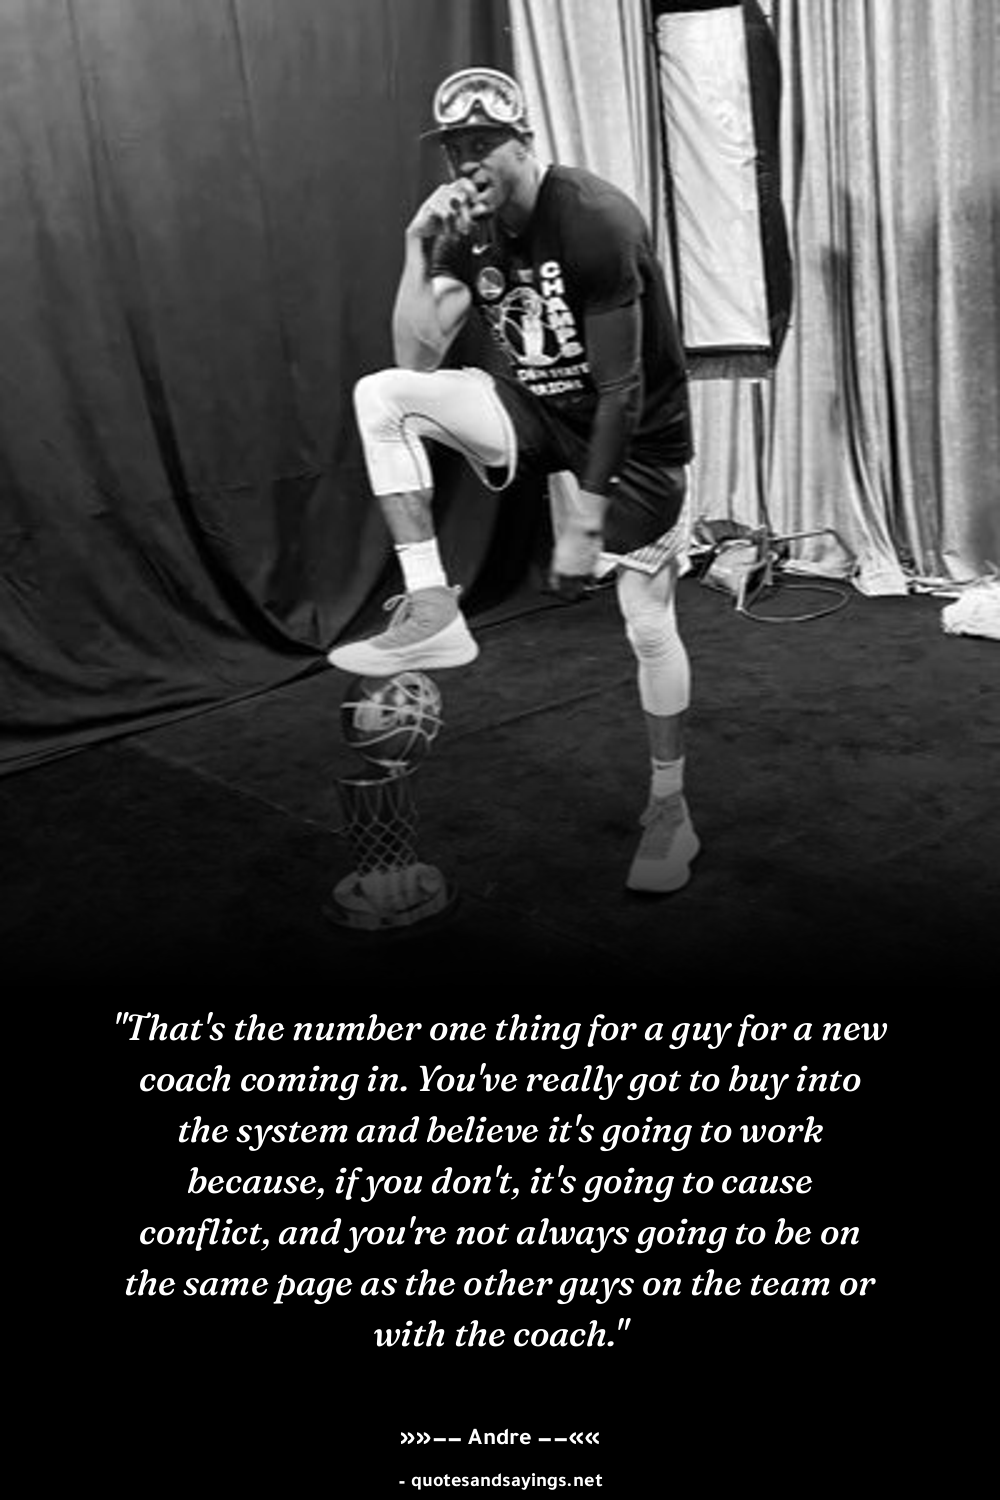 CHAMPS
"That's the number one thing for a guy for a new
coach coming in. You've really got to buy into
the system and believe it's going to work
because, if you don't, it's going to cause
conflict, and you're not always going to be on
the same page as the other guys on the team or
with the coach."
»»–– Andre ––««
- quotesandsayings.net